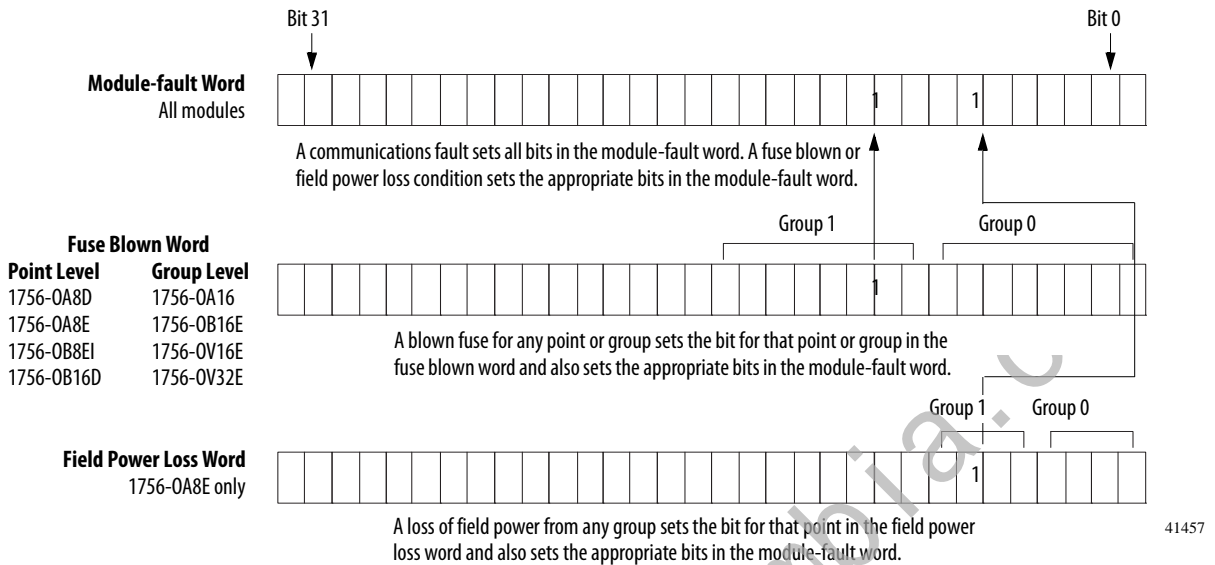 Bit 31
Bit 0
Module-fault Word
All modules
1
1
A communications fault sets all bits in the module-fault word. A fuse blown or
field power loss condition sets the appropriate bits in the module-fault word.
Group 1
Group 0
Fuse Blown Word
Point Level Group Level
1756-OA8D 1756-OA16
1756-OA8E 1756-OB16E
1756-OB8EI 1756-OV16E
1756-OB16D 1756-OV32E
1
A blown fuse for any point or group sets the bit for that point or group in the
fuse blown word and also sets the appropriate bits in the module-fault word.
Group 1
Group 0
Field Power Loss Word
1756-OA8E only
1
A loss of field power from any group sets the bit for that point in the field power
loss word and also sets the appropriate bits in the module-fault word.
41457